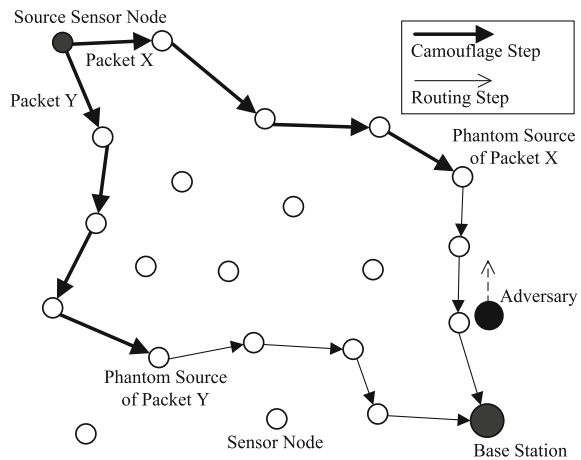 Source Sensor Node
Packet X
Packet Y
Camouflage Step
Routing Step
Phantom Source
of Packet X
Adversary
Phantom Source
of Packet Y
Sensor Node
Base Station